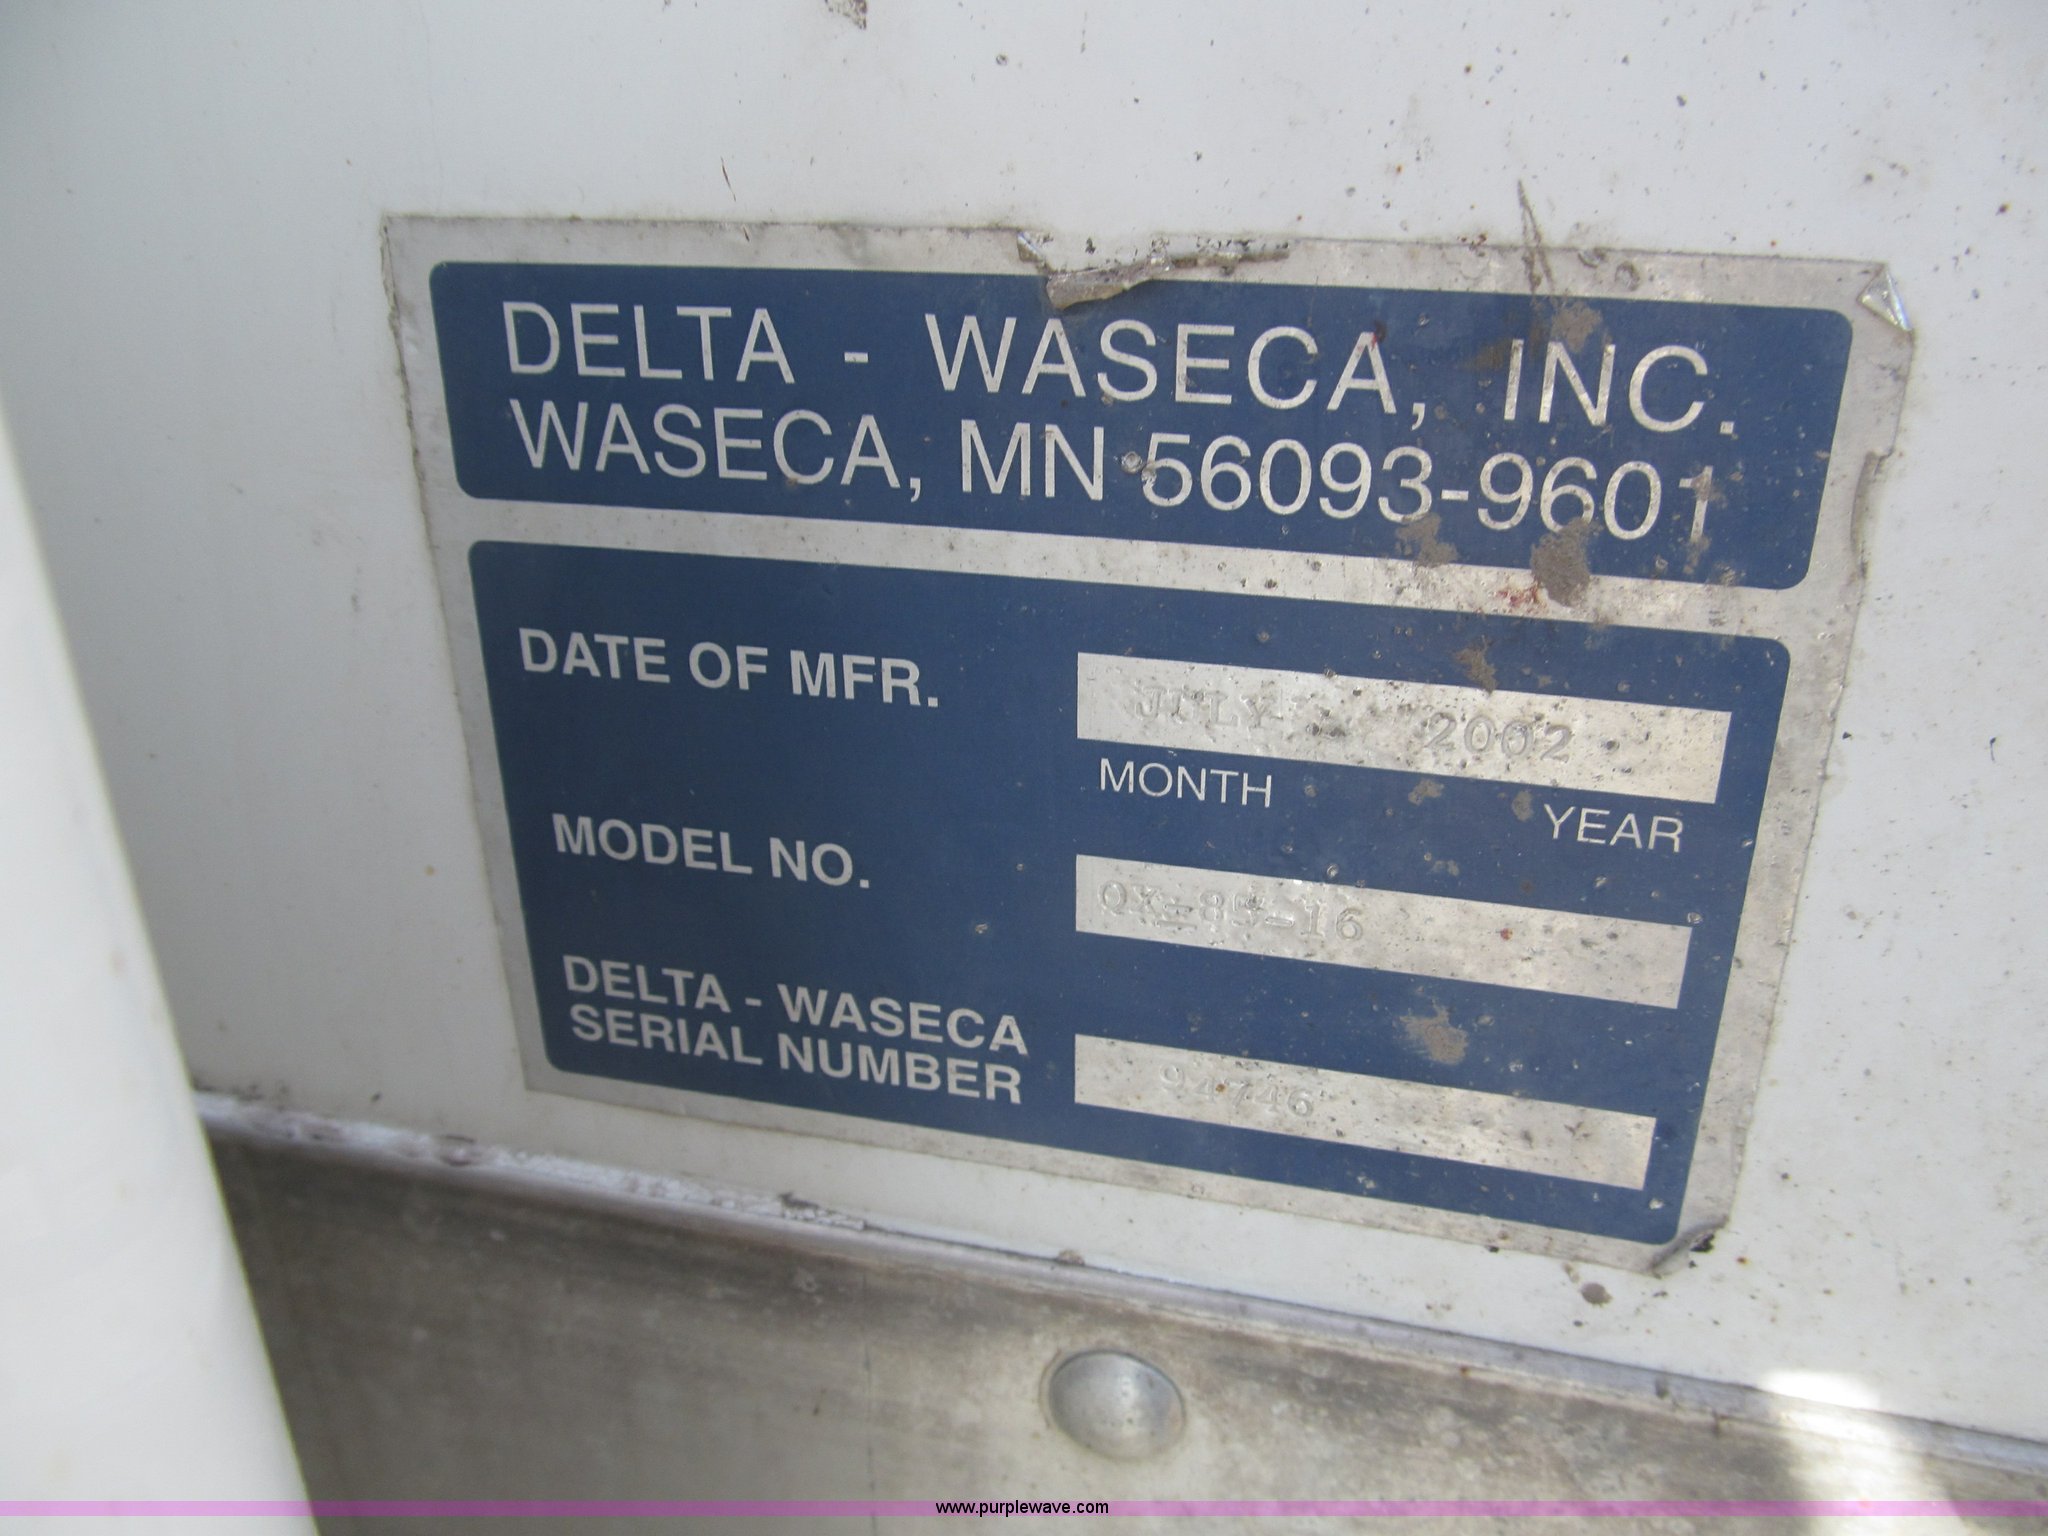 DELTA - WASECA, INC.
WASECA, MN 56093-9601
DATE OF MFR.
JULY 2002
MONTH YEAR
MODEL NO.
DELTA - WASECA
SERIAL NUMBER
94746
www.purplewave.com